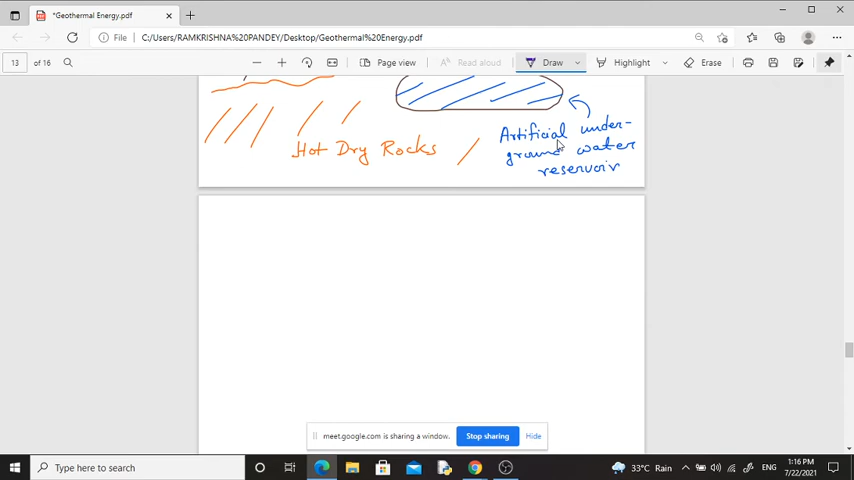 *Geothermal Energy.pdf
File
C:/Users/RAMKRISHNA%20PANDEY/Desktop/Geothermal%20Energy.pdf
13 of 16
Page view
Read aloud
Draw
Highlight
Erase
Hot Dry Rocks
Artificial under-
ground water
reservoir
meet.google.com is sharing a window.
Stop sharing
Hide
Type here to search
33°C Rain
ENG
1:16 PM
7/22/2021